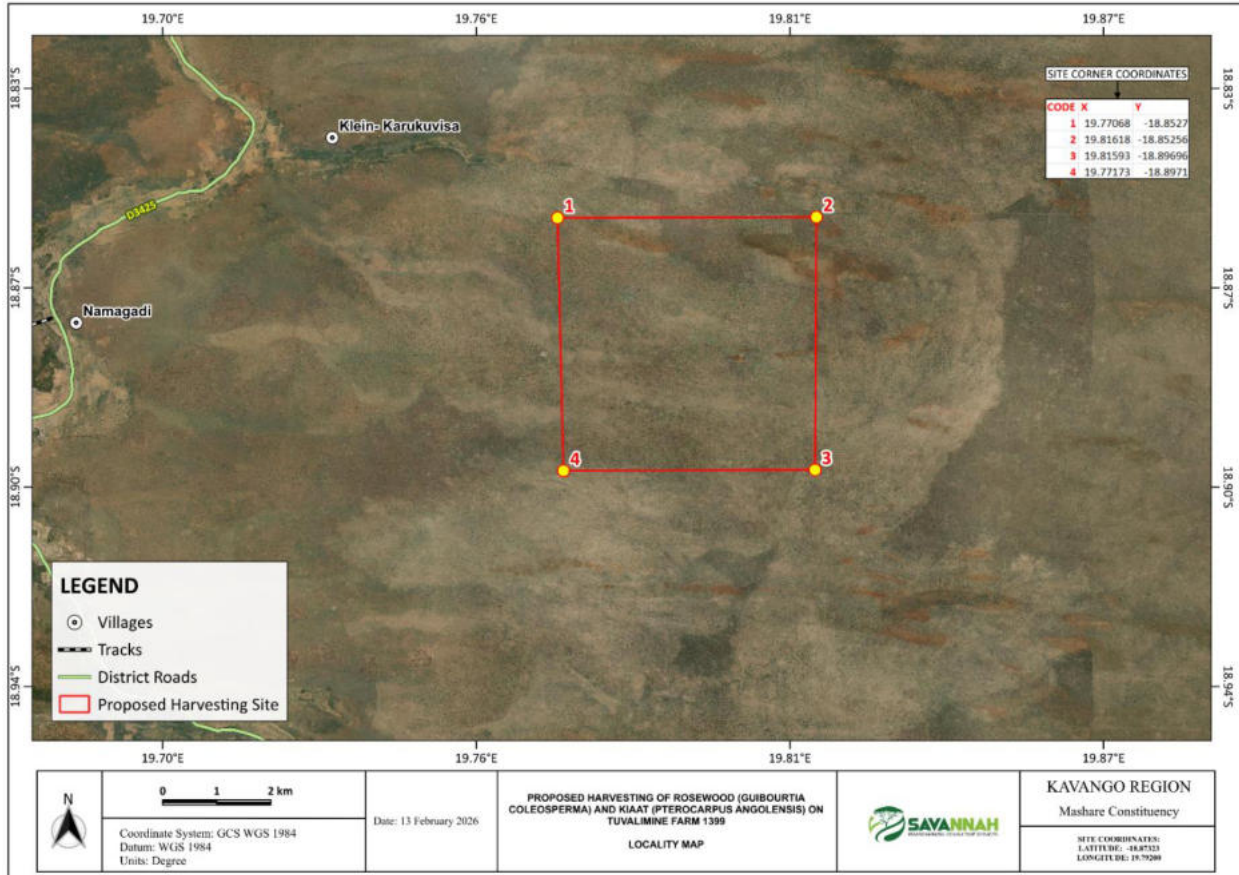 19.70°E 19.76°E 19.81°E 19.87°E
18.83°S 18.83°S
SITE CORNER COORDINATES
CODE X Y
1 19.77068 -18.8527
2 19.81618 -18.85256
3 19.81593 -18.89696
4 19.77173 -18.8971
Klein- Karukuvisa
D3425
1 2
18.87°S 18.87°S
Namagadi
4 3
18.90°S 18.90°S
LEGEND
Villages
Tracks
District Roads
Proposed Harvesting Site
18.94°S 18.94°S
19.70°E 19.76°E 19.81°E 19.87°E
N
0 1 2 km
Coordinate System: GCS WGS 1984
Datum: WGS 1984
Units: Degree
Date: 13 February 2026
PROPOSED HARVESTING OF ROSEWOOD (GUIBOURTIA
COLEOSPERMA) AND KIAAT (PTEROCARPUS ANGOLENSIS) ON
TUVALIMINE FARM 1399
LOCALITY MAP
SAVANNAH
KAVANGO REGION
Mashare Constituency
SITE COORDINATES:
LATITUDE: -18.87323
LONGITUDE: 19.79200